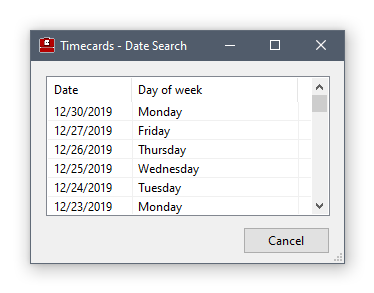 Timecards - Date Search
Date Day of week
12/30/2019 Monday
12/27/2019 Friday
12/26/2019 Thursday
12/25/2019 Wednesday
12/24/2019 Tuesday
12/23/2019 Monday
Cancel